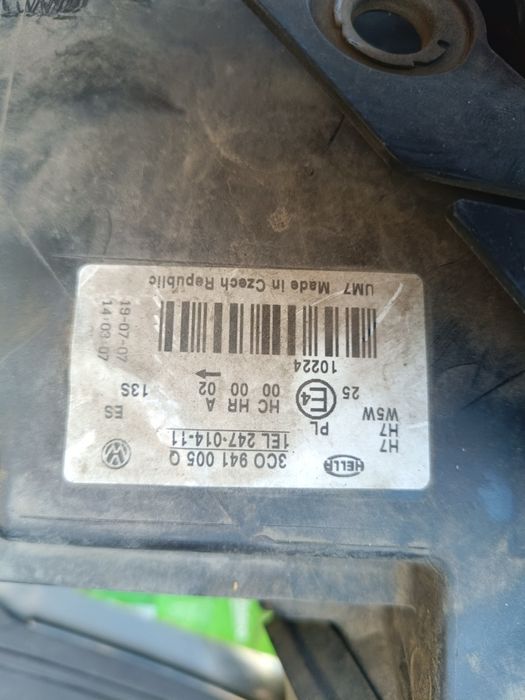 HELLA
3C0 941 005 Q
1EL 247-014-11
H7
H7
W5W
PL
HC HR A
ES
25
E4
00 00 02
13S
10224
19-07-07
14:03:07
UM7 Made in Czech Republic